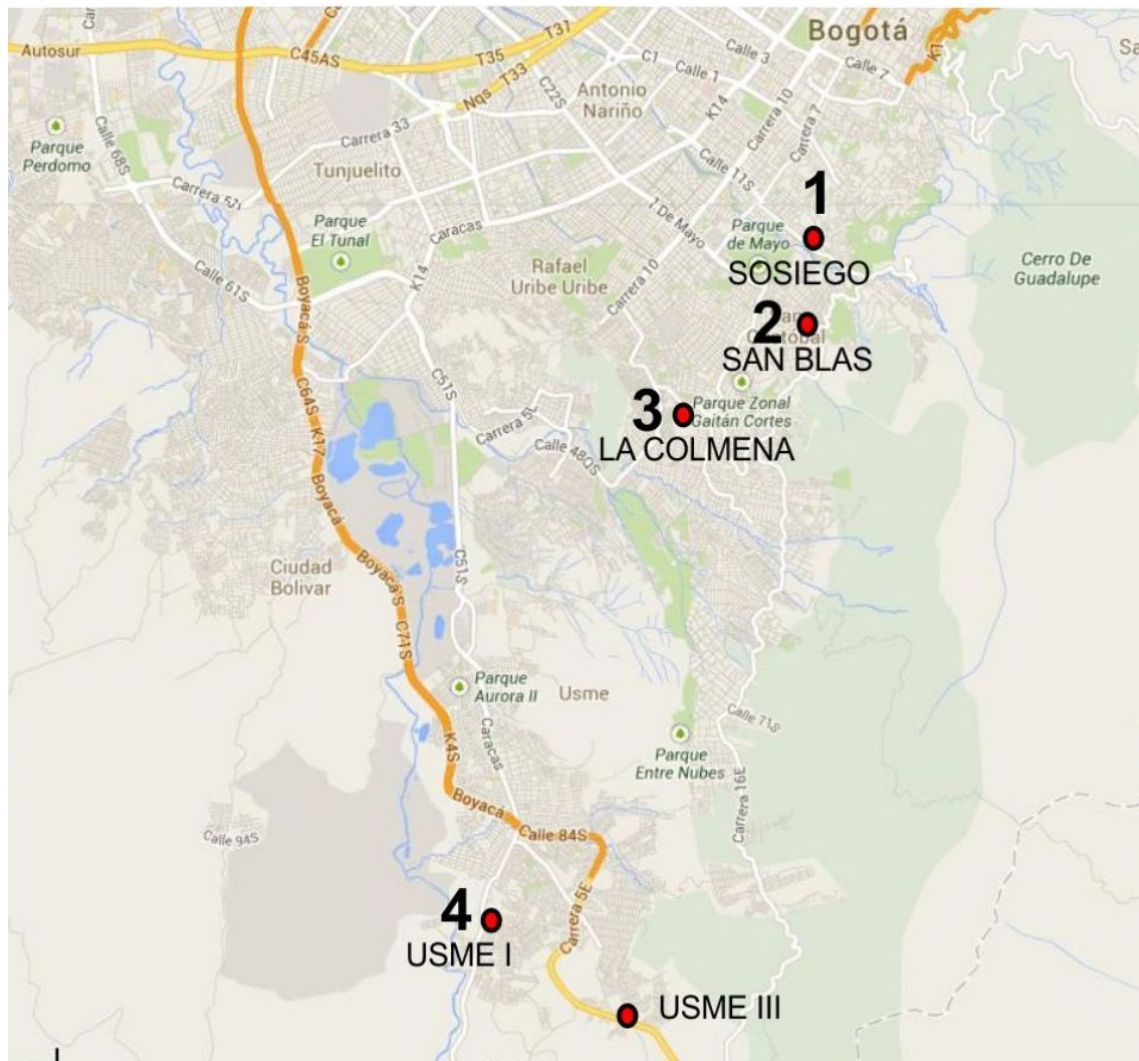 Bogotá
Autosur
C45AS
T35
T31
T33
Nqs
C1
Calle 1
Calle 3
Calle 7
C22S
Antonio
Nariño
K14
Carrera 10
Carrera 7
Carrera 33
Parque
Perdomo
Calle 68S
Tunjuelito
Calle 11S
1
Parque
El Tunal
Caracas
K14
Parque
de Mayo
SOSIEGO
Cerro De
Guadalupe
Calle 61S
Boyacá S
Rafael
Uribe Uribe
Carrera 10
2
SAN BLAS
C51S
C64S
K17
Carrera 5L
3
Parque Zonal
Gaitán Cortes
LA COLMENA
Calle 48QS
Boyacá
Ciudad
Bolivar
Boyacá S
C51S
C71S
Parque
Aurora II
Usme
Calle 71S
K4S
Caracas
Parque
Entre Nubes
Carrera 16E
Boyacá
Calle 84S
Calle 94S
Carrera 5E
4
USME I
USME III